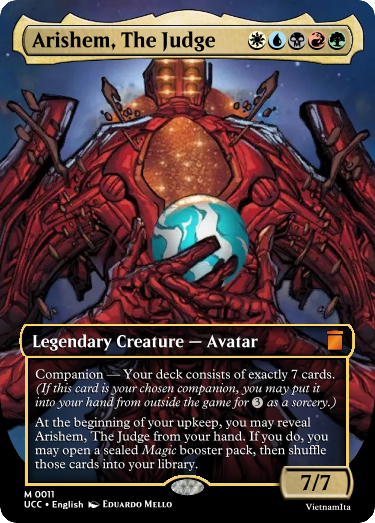 Arishem, The Judge
Legendary Creature — Avatar
Companion — Your deck consists of exactly 7 cards.
(If this card is your chosen companion, you may put it
into your hand from outside the game for 3 as a sorcery.)
At the beginning of your upkeep, you may reveal
Arishem, The Judge from your hand. If you do, you
may open a sealed Magic booster pack, then shuffle
those cards into your library.
7/7
M 0011
UCC • English Eduardo Mello
VietnamIta